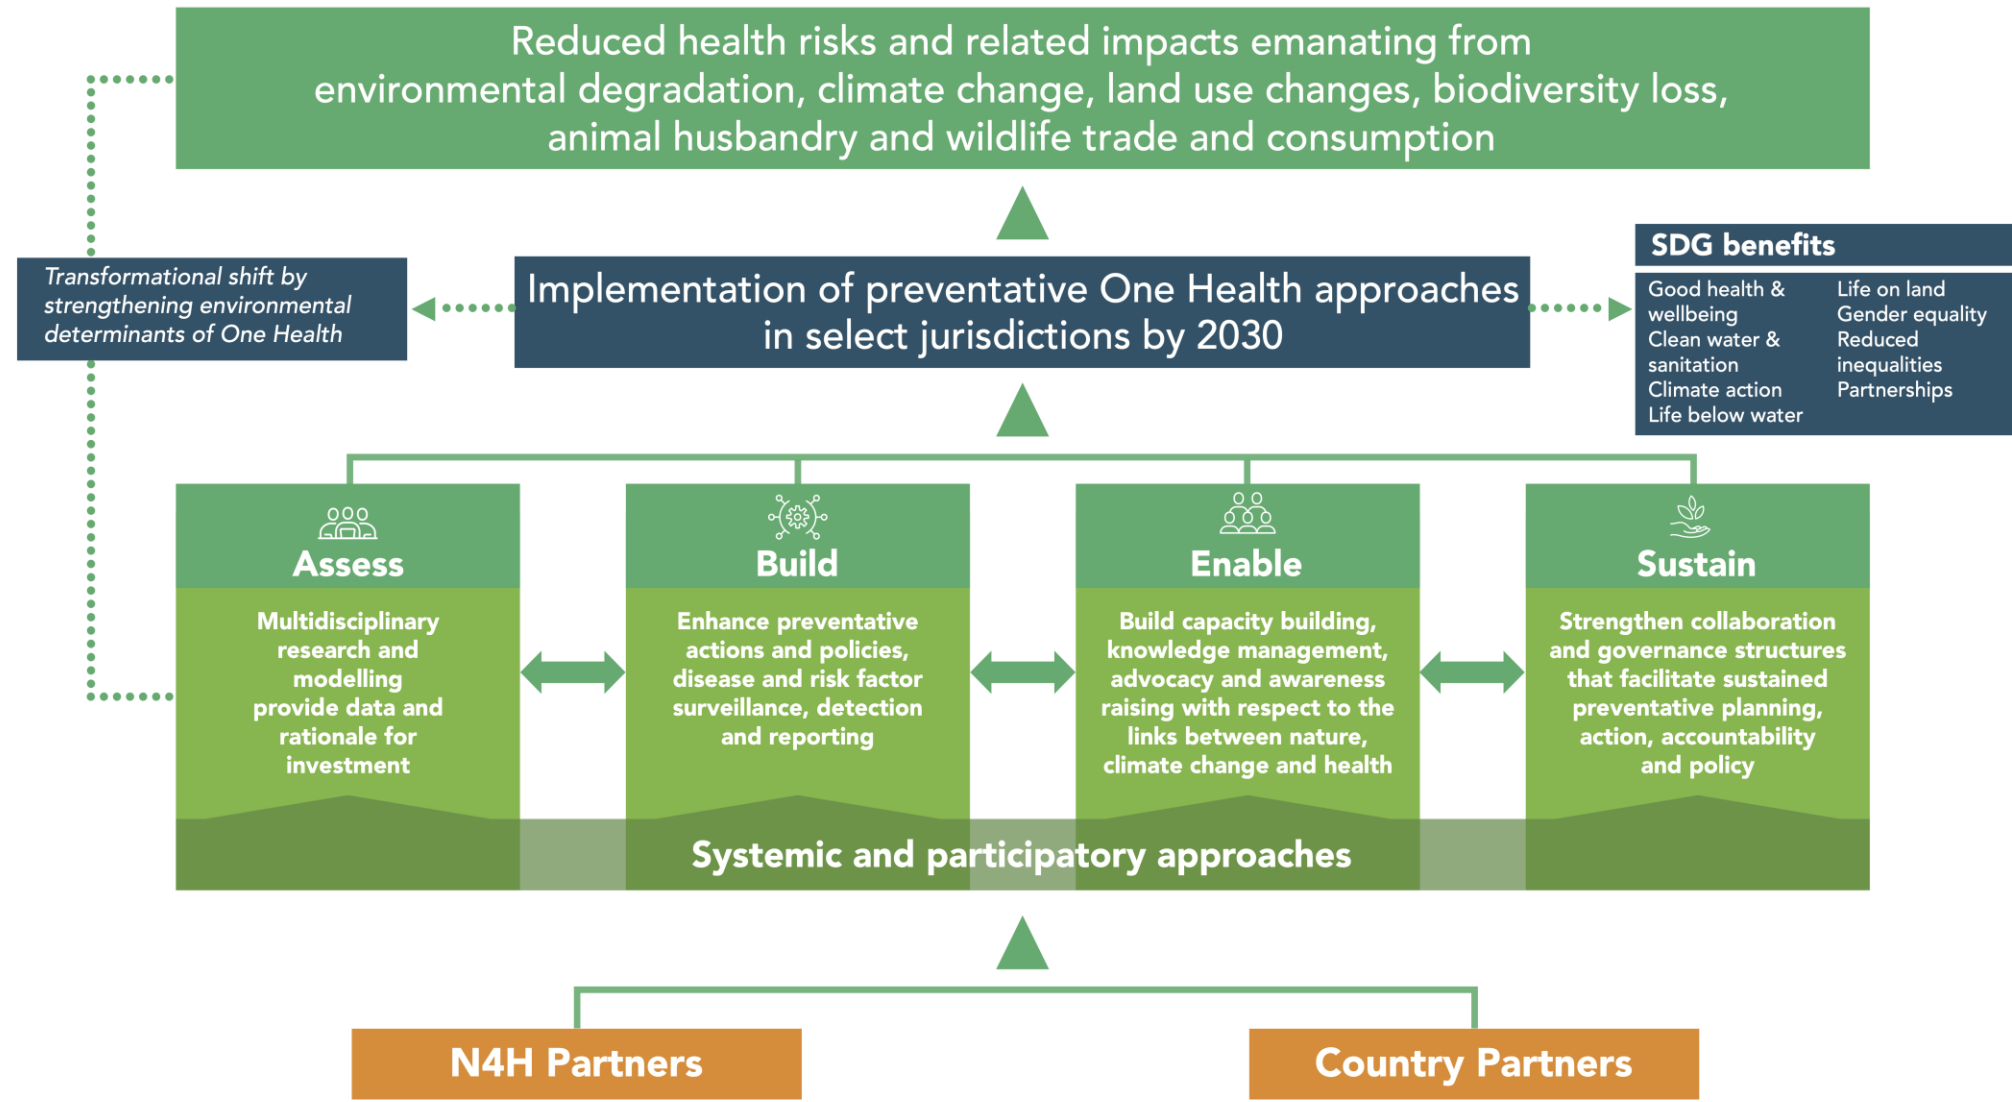 Reduced health risks and related impacts emanating from
environmental degradation, climate change, land use changes, biodiversity loss,
animal husbandry and wildlife trade and consumption
Transformational shift by
strengthening environmental
determinants of One Health
Implementation of preventative One Health approaches
in select jurisdictions by 2030
SDG benefits
Good health &
wellbeing
Clean water &
sanitation
Climate action
Life below water
Life on land
Gender equality
Reduced
inequalities
Partnerships
Assess
Multidisciplinary
research and
modelling
provide data and
rationale for
investment
Build
Enhance preventative
actions and policies,
disease and risk factor
surveillance, detection
and reporting
Enable
Build capacity building,
knowledge management,
advocacy and awareness
raising with respect to the
links between nature,
climate change and health
Sustain
Strengthen collaboration
and governance structures
that facilitate sustained
preventative planning,
action, accountability
and policy
Systemic and participatory approaches
N4H Partners
Country Partners